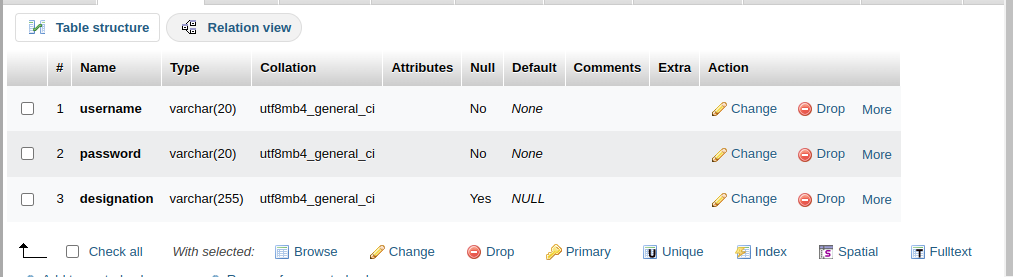 Table structure Relation view
# Name Type Collation Attributes Null Default Comments Extra Action
1 username varchar(20) utf8mb4_general_ci No None Change Drop More
2 password varchar(20) utf8mb4_general_ci No None Change Drop More
3 designation varchar(255) utf8mb4_general_ci Yes NULL Change Drop More
Check all With selected: Browse Change Drop Primary Unique Index Spatial Fulltext